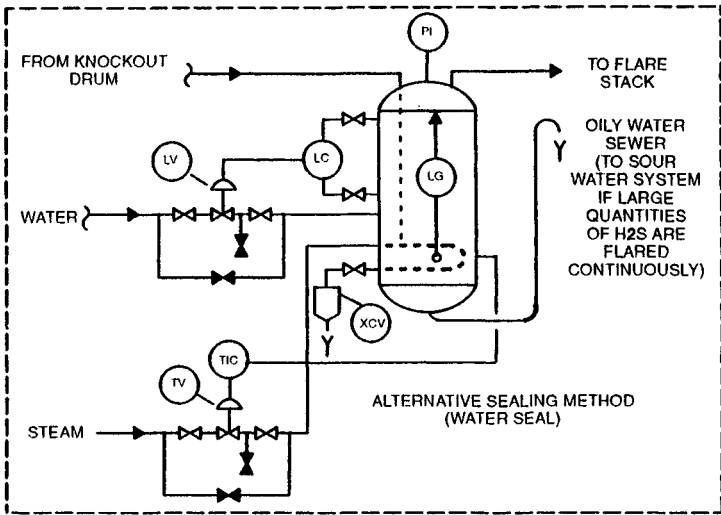 PI
FROM KNOCKOUT
DRUM
TO FLARE
STACK
OILY WATER
SEWER
(TO SOUR
WATER SYSTEM
IF LARGE
QUANTITIES
OF H2S ARE
FLARED
CONTINUOUSLY)
LV
LC
LG
WATER
XCV
TIC
TV
ALTERNATIVE SEALING METHOD
(WATER SEAL)
STEAM